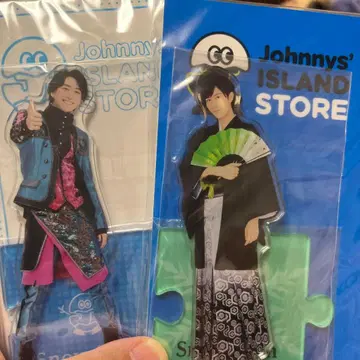 Johnnys'
ISLAND
STORE
Johnnys'
ISLAND
STORE